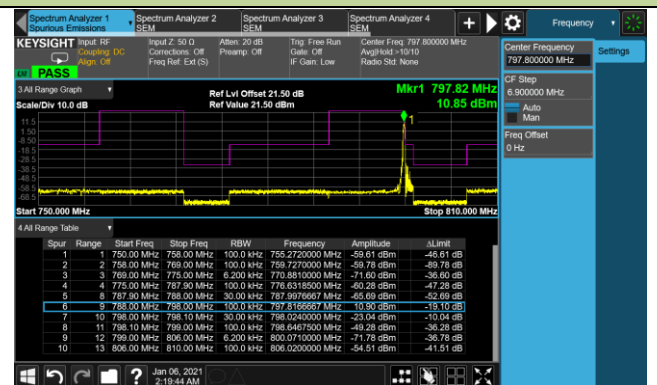 Spectrum Analyzer 1
Spurious Emissions
Spectrum Analyzer 2
SEM
Spectrum Analyzer 3
SEM
Spectrum Analyzer 4
SEM
Frequency
KEYSIGHT
Input: RF
Coupling: DC
Align: Off
Input Z: 50 Ω
Corrections: Off
Freq Ref: Ext (S)
Atten: 20 dB
Preamp: Off
Trig: Free Run
Gate: Off
IF Gain: Low
Center Freq: 797.800000 MHz
Avg|Hold:>10/10
Radio Std: None
PASS
Center Frequency
797.800000 MHz
Settings
CF Step
6.900000 MHz
Auto
Man
Freq Offset
0 Hz
3 All Range Graph
Ref Lvl Offset 21.50 dB
Mkr1 797.82 MHz
Scale/Div 10.0 dB
Ref Value 21.50 dBm
10.85 dBm
1
11.5
1.50
-8.50
-18.5
-28.5
-38.5
-48.5
-58.5
-68.5
Start 750.000 MHz
Stop 810.000 MHz
4 All Range Table
Spur Range Start Freq Stop Freq RBW Frequency Amplitude ΔLimit
1 1 750.00 MHz 758.00 MHz 100.0 kHz 755.2720000 MHz -59.61 dBm -46.61 dB
2 2 758.00 MHz 769.00 MHz 100.0 kHz 759.7270000 MHz -59.78 dBm -89.78 dB
3 3 769.00 MHz 775.00 MHz 6.200 kHz 770.8810000 MHz -71.60 dBm -36.60 dB
4 4 775.00 MHz 787.90 MHz 100.0 kHz 776.6318500 MHz -60.28 dBm -47.28 dB
5 8 787.90 MHz 788.00 MHz 30.00 kHz 787.9976667 MHz -65.69 dBm -52.69 dB
6 9 788.00 MHz 798.00 MHz 100.0 kHz 797.8166667 MHz 10.90 dBm -19.10 dB
7 10 798.00 MHz 798.10 MHz 30.00 kHz 798.0240000 MHz -23.04 dBm -10.04 dB
8 11 798.10 MHz 799.00 MHz 100.0 kHz 798.6467500 MHz -49.28 dBm -36.28 dB
9 12 799.00 MHz 806.00 MHz 6.200 kHz 800.0710000 MHz -71.78 dBm -36.78 dB
10 13 806.00 MHz 810.00 MHz 100.0 kHz 806.0200000 MHz -54.51 dBm -41.51 dB
Jan 06, 2021
2:19:44 AM